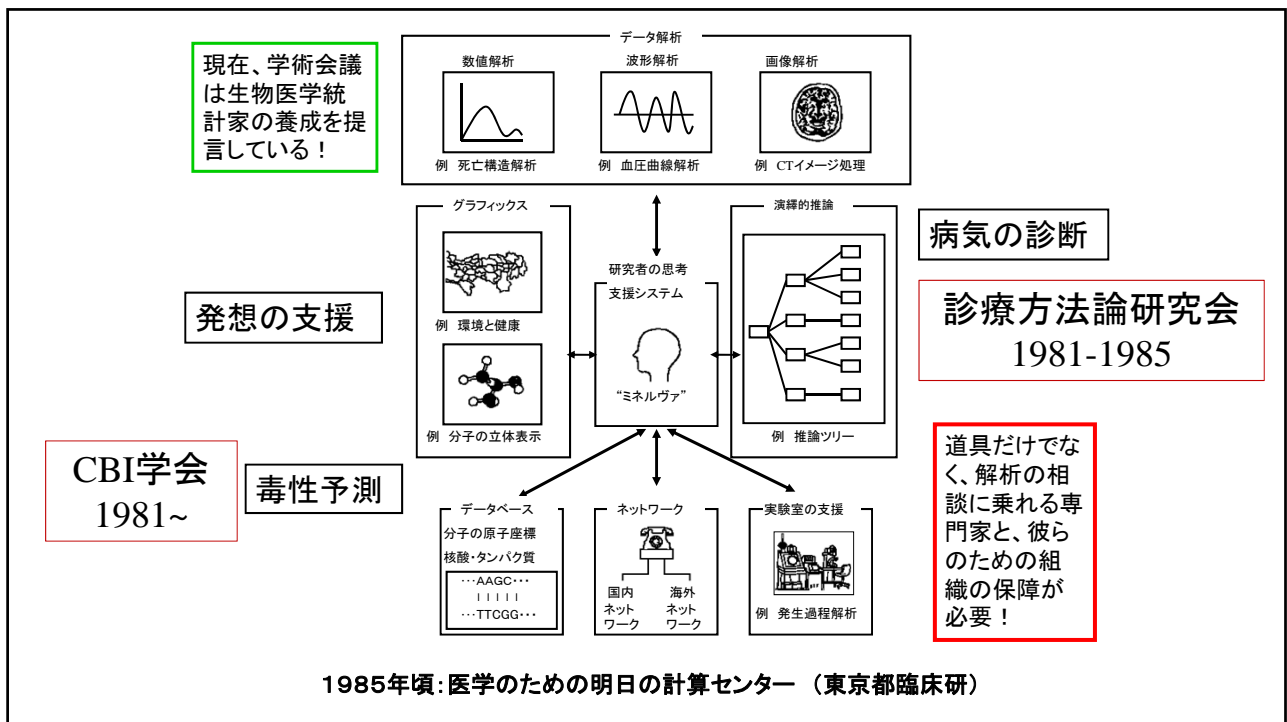 現在、学術会議
は生物医学統
計家の養成を提
言している！
データ解析
数値解析
波形解析
画像解析
例 死亡構造解析
例 血圧曲線解析
例 CTイメージ処理
グラフィックス
例 環境と健康
例 分子の立体表示
研究者の思考
支援システム
“ミネルヴァ”
演繹的推論
例 推論ツリー
病気の診断
診療方法論研究会
1981-1985
発想の支援
CBI学会
1981~
毒性予測
データベース
分子の原子座標
核酸・タンパク質
･･･AAGC･･･
| | | | |
･･･TTCGG･･･
ネットワーク
国内
ネット
ワーク
海外
ネット
ワーク
実験室の支援
例 発生過程解析
道具だけでな
く、解析の相
談に乗れる専
門家と、彼ら
のための組
織の保障が
必要！
1985年頃：医学のための明日の計算センター （東京都臨床研）